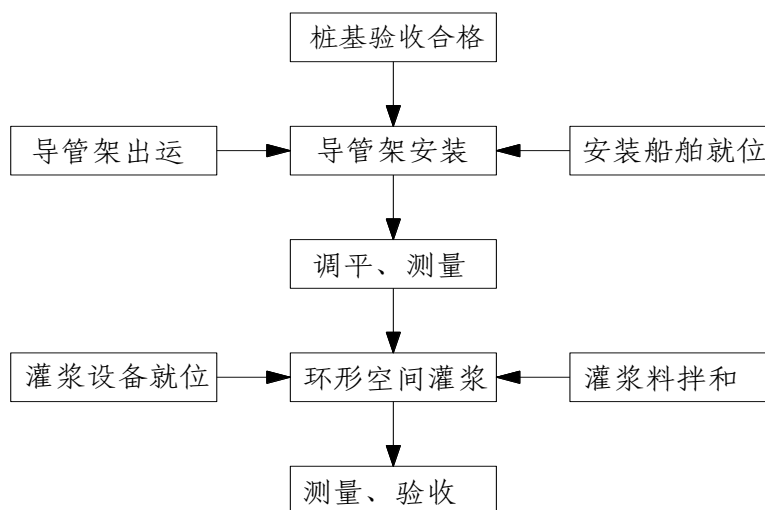 桩基验收合格
导管架出运
导管架安装
安装船舶就位
调平、测量
灌浆设备就位
环形空间灌浆
灌浆料拌和
测量、验收